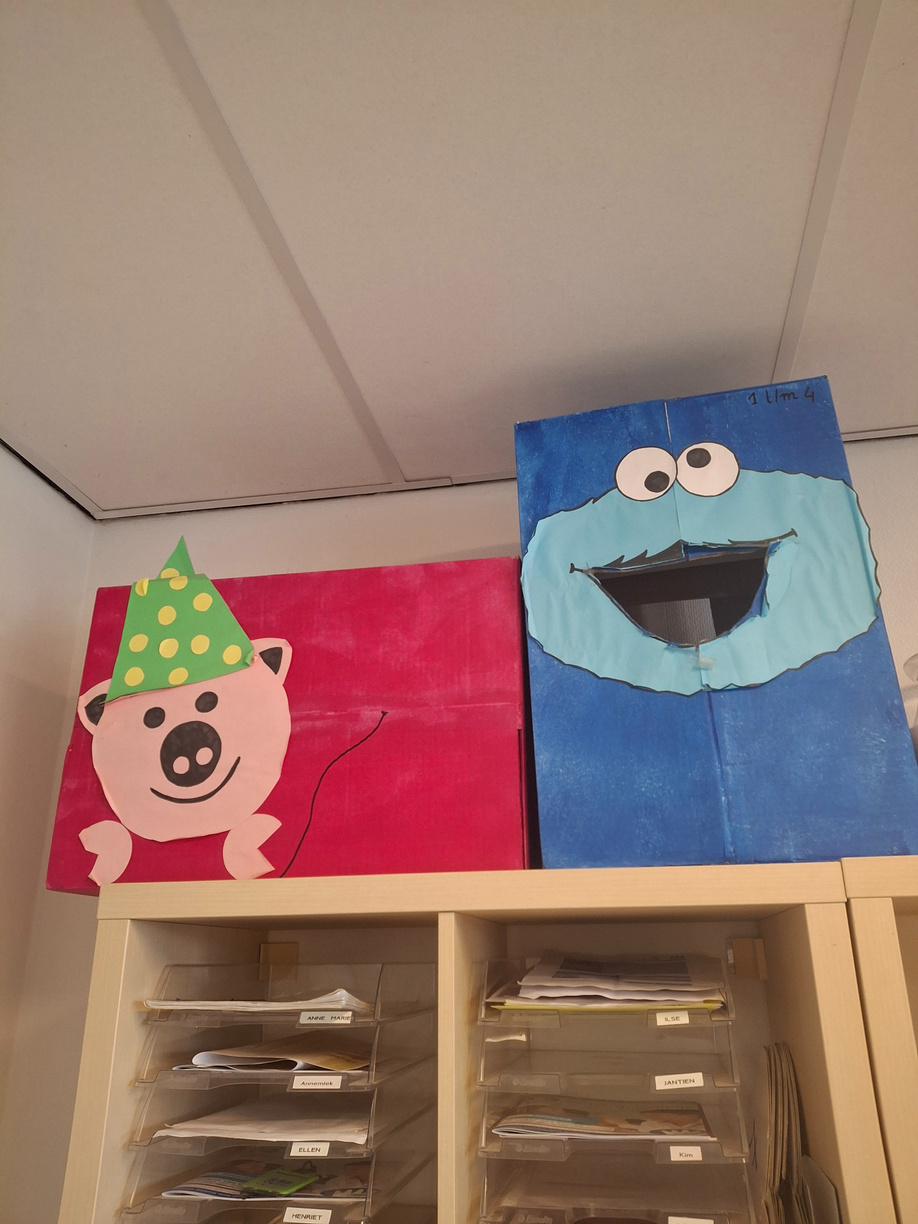 1 t/m 4
ANNE MARIE
ILSE
Annemiek
JANTIEN
ELLEN
Kim
HENRIET